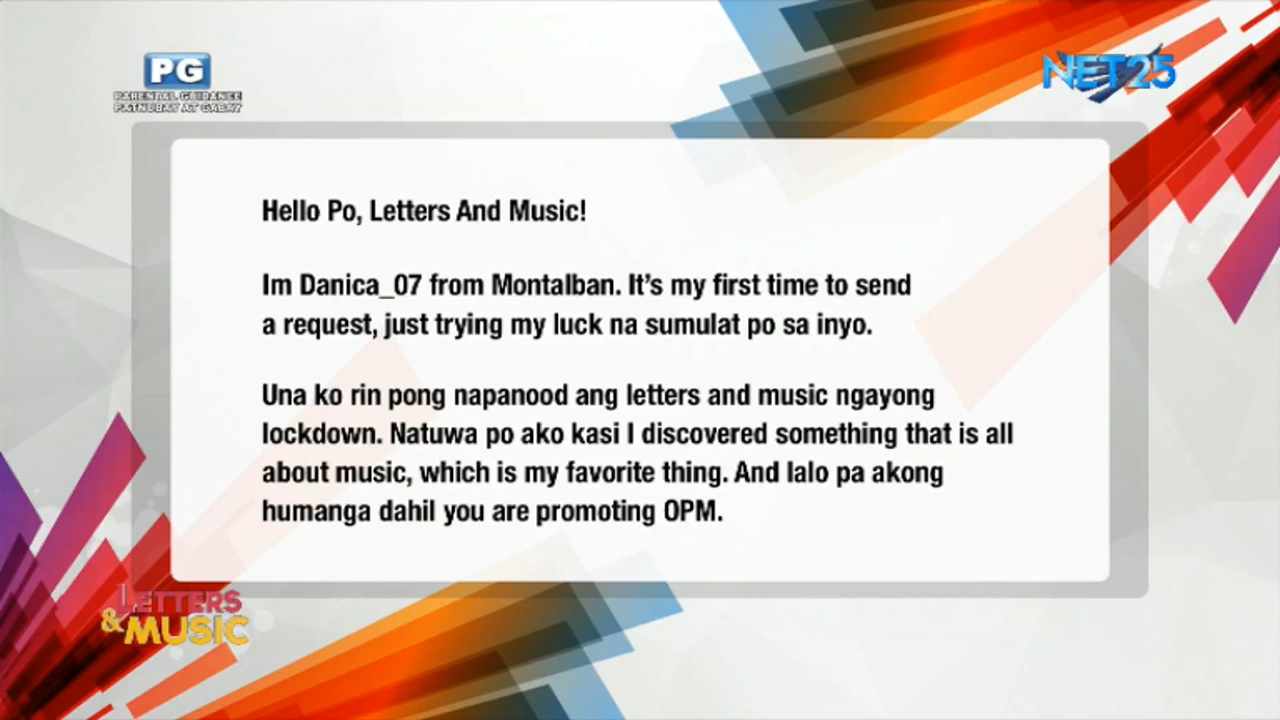 PG
PARENTAL GUIDANCE
PATNUBAY AT GABAY
NET25
Hello Po, Letters And Music!
Im Danica_07 from Montalban. It’s my first time to send
a request, just trying my luck na sumulat po sa inyo.
Una ko rin pong napanood ang letters and music ngayong
lockdown. Natuwa po ako kasi I discovered something that is all
about music, which is my favorite thing. And lalo pa akong
humanga dahil you are promoting OPM.
LETTERS
& MUSIC